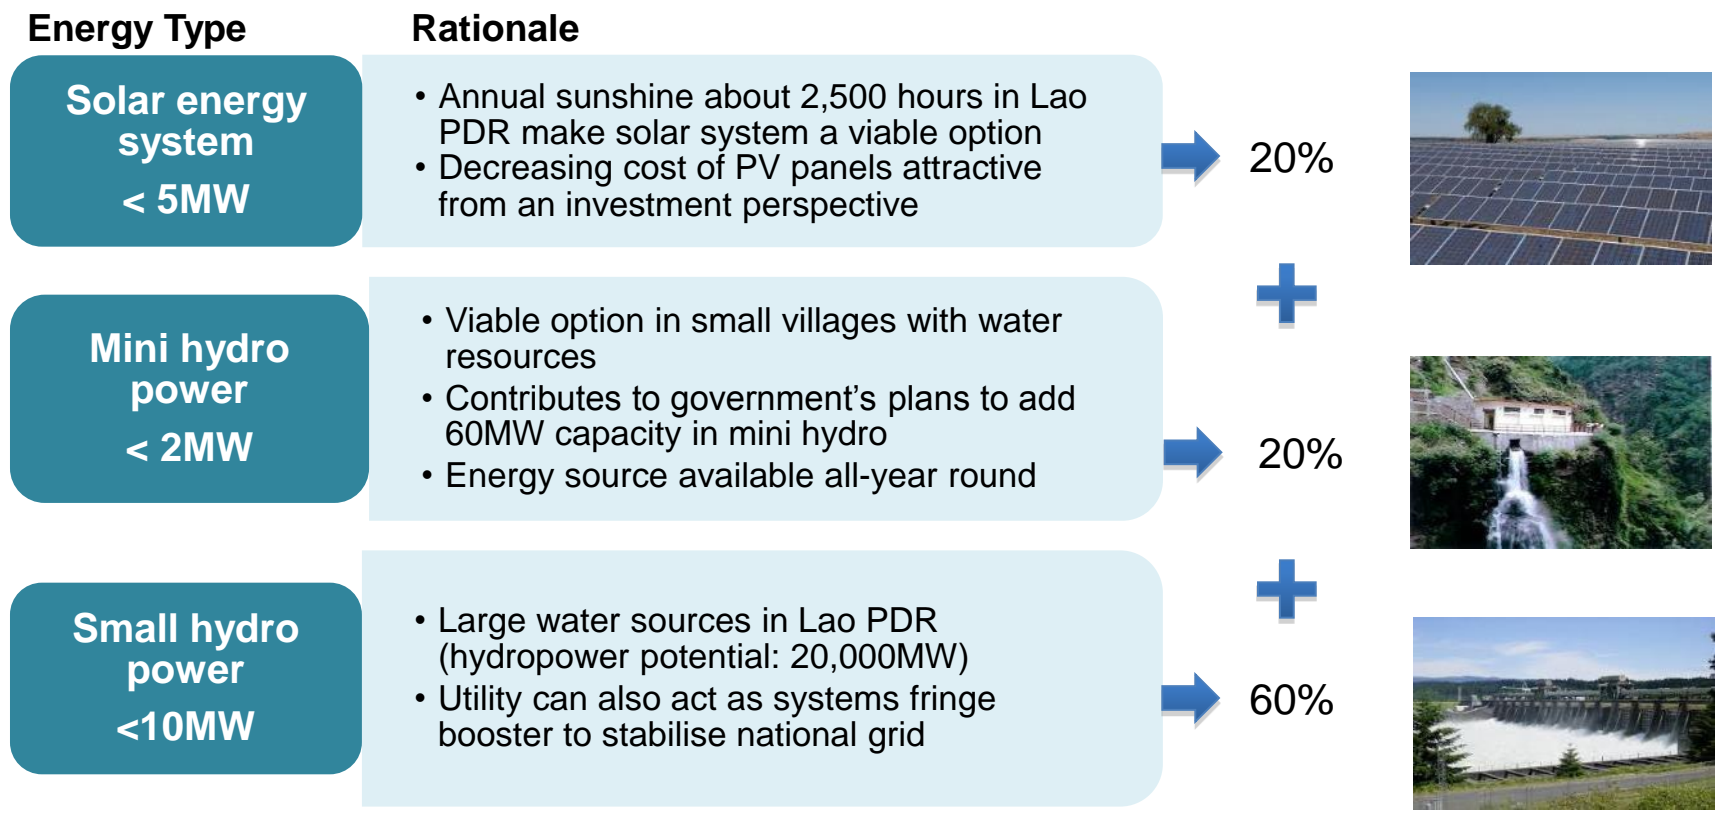 Energy Type
Rationale
Solar energy
system
< 5MW
• Annual sunshine about 2,500 hours in Lao
PDR make solar system a viable option
• Decreasing cost of PV panels attractive
from an investment perspective
20%
Mini hydro
power
< 2MW
• Viable option in small villages with water
resources
• Contributes to government’s plans to add
60MW capacity in mini hydro
• Energy source available all-year round
20%
Small hydro
power
<10MW
• Large water sources in Lao PDR
(hydropower potential: 20,000MW)
• Utility can also act as systems fringe
booster to stabilise national grid
60%